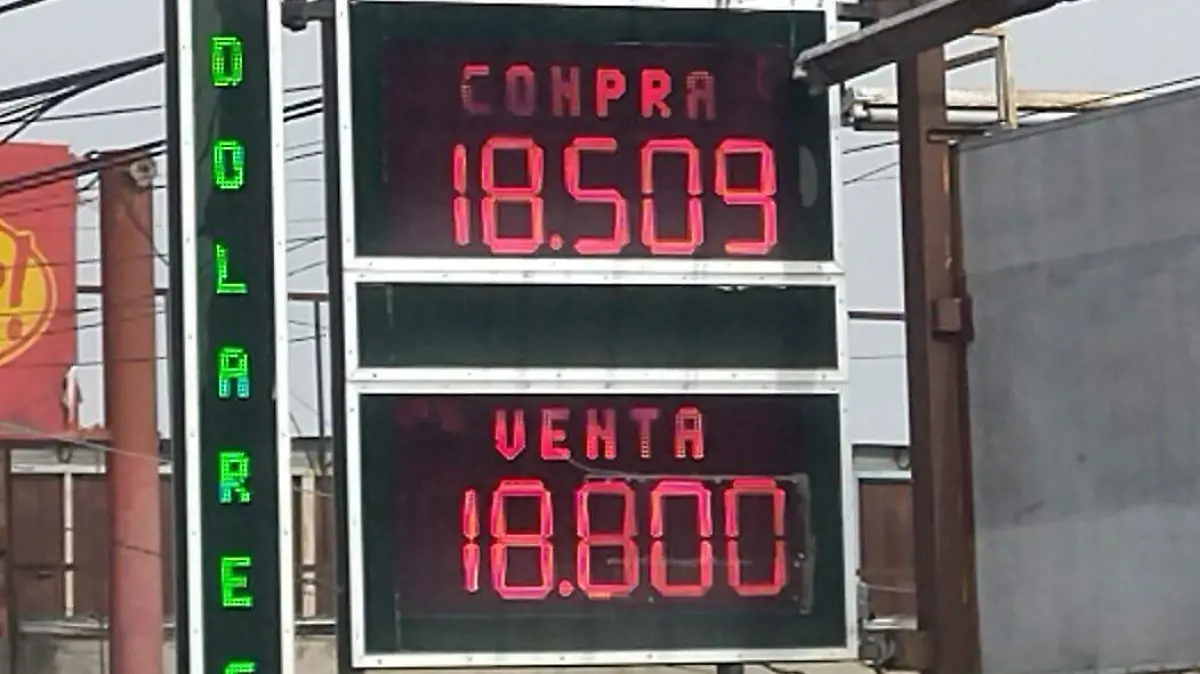 DOLARES
COMPRA
18.509
VENTA
18.800